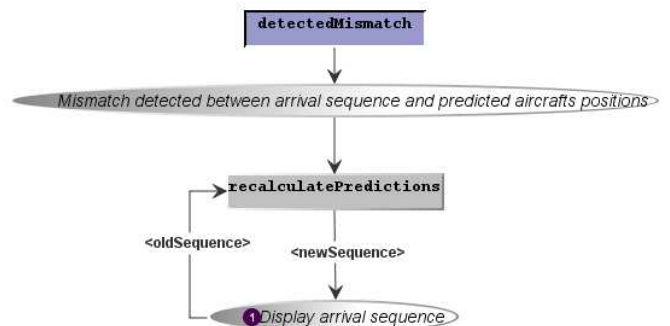 detectedMismatch
Mismatch detected between arrival sequence and predicted aircrafts positions
recalculatePredictions
<oldSequence>
<newSequence>
1 Display arrival sequence